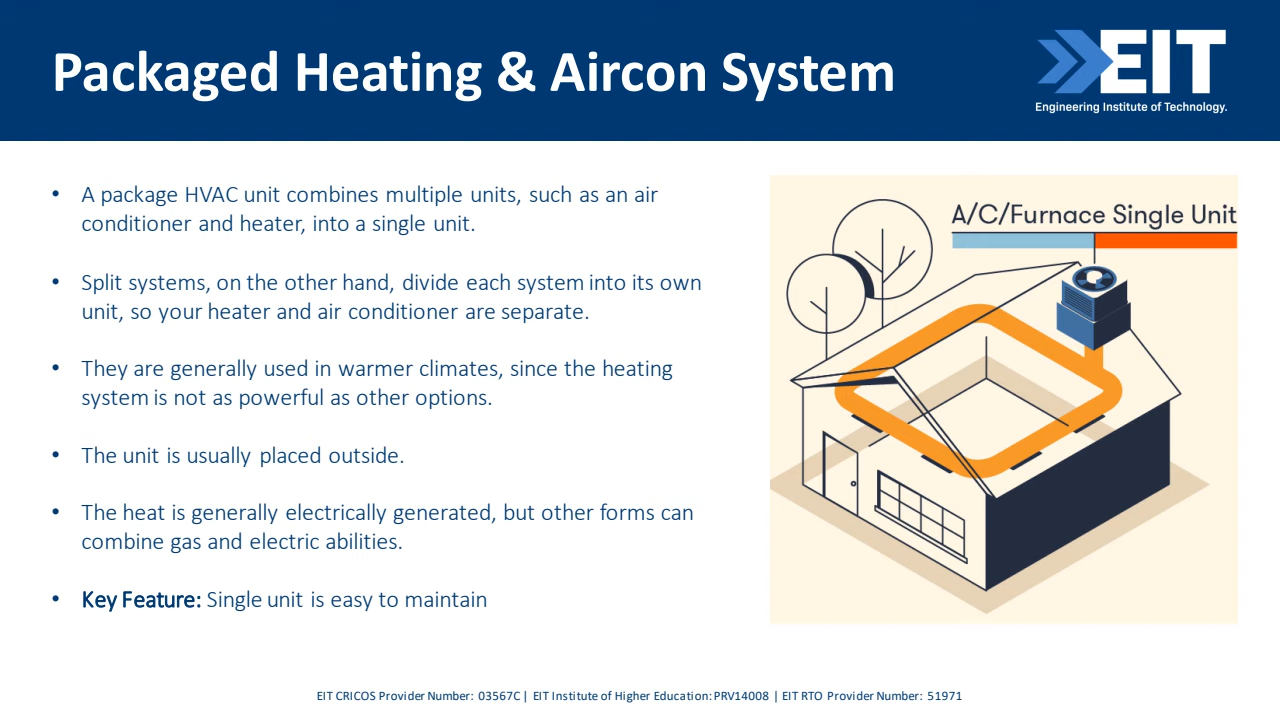 Packaged Heating & Aircon System
EIT
Engineering Institute of Technology.
• A package HVAC unit combines multiple units, such as an air
conditioner and heater, into a single unit.
• Split systems, on the other hand, divide each system into its own
unit, so your heater and air conditioner are separate.
• They are generally used in warmer climates, since the heating
system is not as powerful as other options.
• The unit is usually placed outside.
• The heat is generally electrically generated, but other forms can
combine gas and electric abilities.
• Key Feature: Single unit is easy to maintain
A/C/Furnace Single Unit
EIT CRICOS Provider Number: 03567C | EIT Institute of Higher Education: PRV14008 | EIT RTO Provider Number: 51971